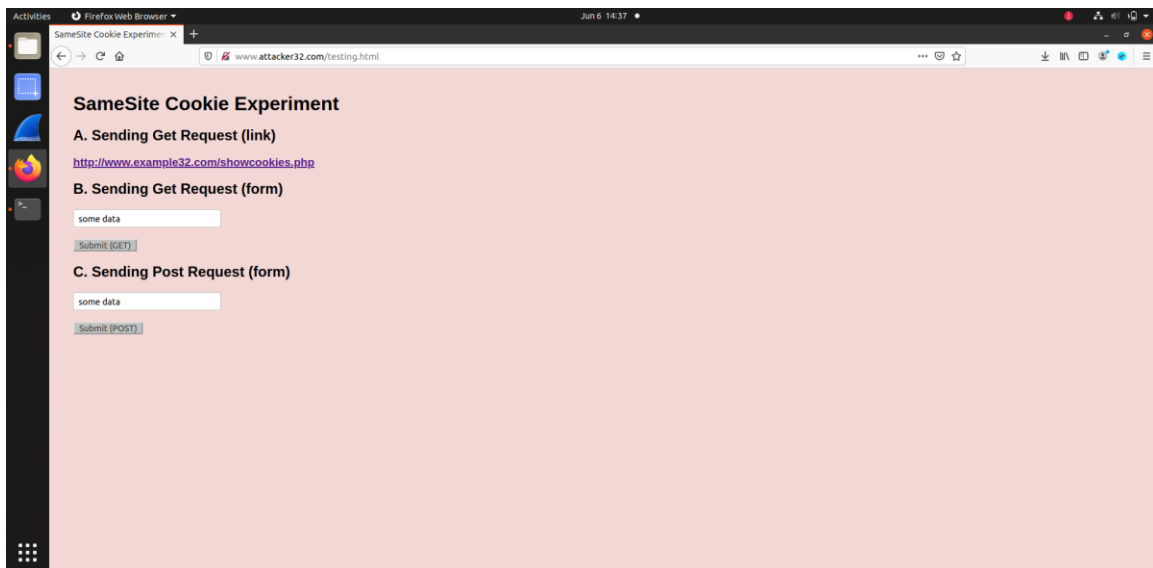 Activities Firefox Web Browser Jun 6 14:37
SameSite Cookie Experimen
www.attacker32.com/testing.html
SameSite Cookie Experiment
A. Sending Get Request (link)
http://www.example32.com/showcookies.php
B. Sending Get Request (form)
some data
Submit (GET)
C. Sending Post Request (form)
some data
Submit (POST)